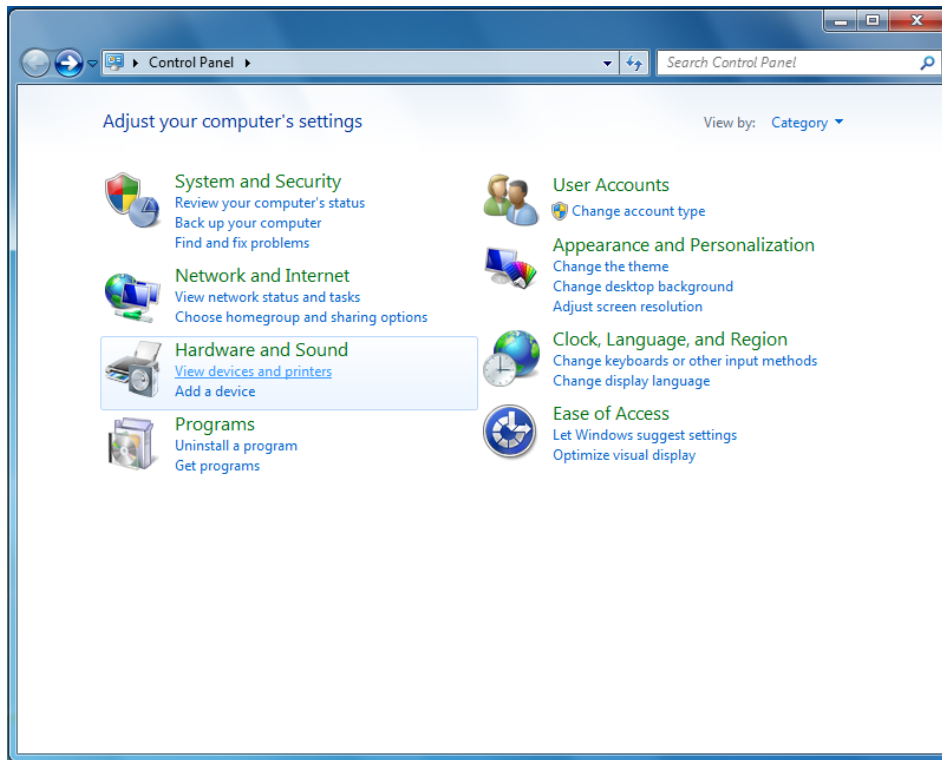 Control Panel
Search Control Panel
Adjust your computer's settings
View by: Category
System and Security
Review your computer's status
Back up your computer
Find and fix problems
Network and Internet
View network status and tasks
Choose homegroup and sharing options
Hardware and Sound
View devices and printers
Add a device
Programs
Uninstall a program
Get programs
User Accounts
Change account type
Appearance and Personalization
Change the theme
Change desktop background
Adjust screen resolution
Clock, Language, and Region
Change keyboards or other input methods
Change display language
Ease of Access
Let Windows suggest settings
Optimize visual display